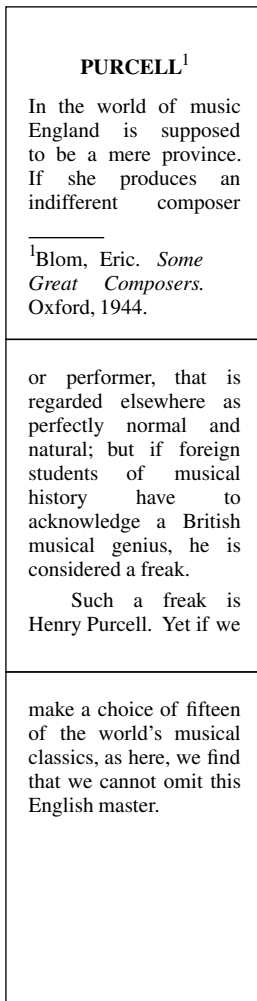 PURCELL¹
In the world of music
England is supposed
to be a mere province.
If she produces an
indifferent composer
¹Blom, Eric. Some
Great Composers.
Oxford, 1944.
or performer, that is
regarded elsewhere as
perfectly normal and
natural; but if foreign
students of musical
history have to
acknowledge a British
musical genius, he is
considered a freak.
Such a freak is
Henry Purcell. Yet if we
make a choice of fifteen
of the world's musical
classics, as here, we find
that we cannot omit this
English master.